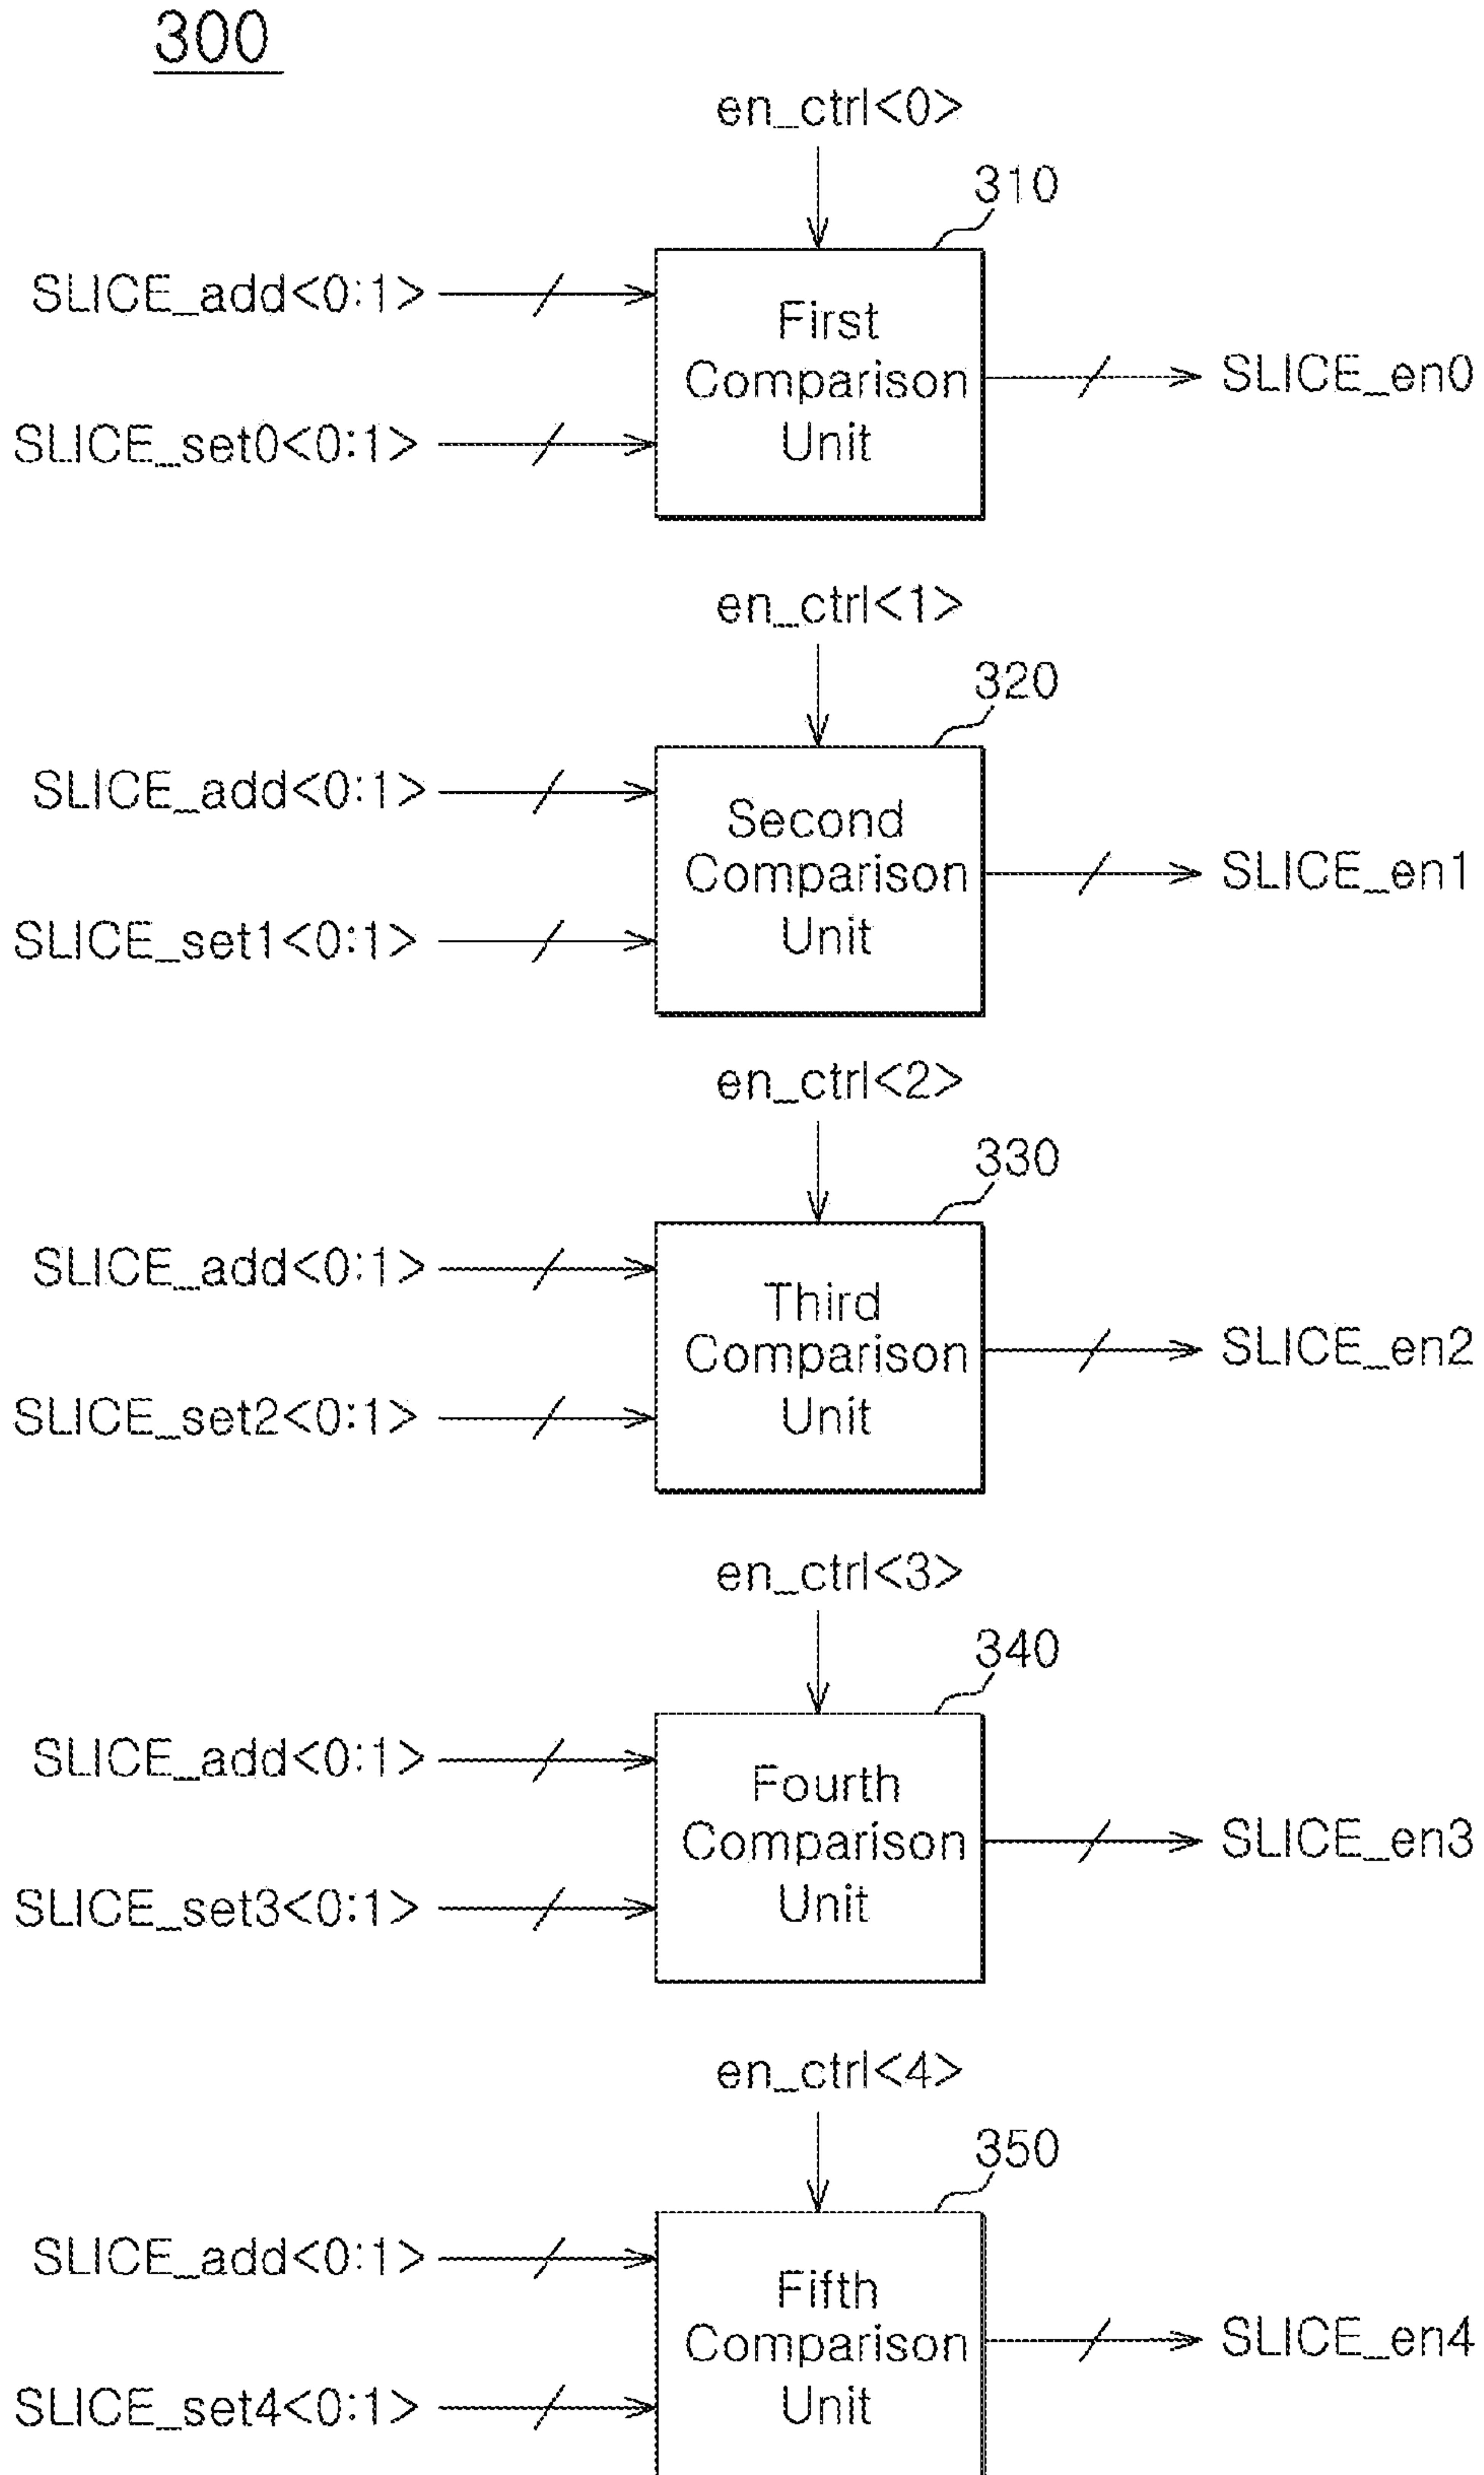 300
en_ctrl<0>
310
SLICE_add<0:1>
First
Comparison
Unit
SLICE_en0
SLICE_set0<0:1>
en_ctrl<1>
320
SLICE_add<0:1>
Second
Comparison
Unit
SLICE_en1
SLICE_set1<0:1>
en_ctrl<2>
330
SLICE_add<0:1>
Third
Comparison
Unit
SLICE_en2
SLICE_set2<0:1>
en_ctrl<3>
340
SLICE_add<0:1>
Fourth
Comparison
Unit
SLICE_en3
SLICE_set3<0:1>
en_ctrl<4>
350
SLICE_add<0:1>
Fifth
Comparison
Unit
SLICE_en4
SLICE_set4<0:1>